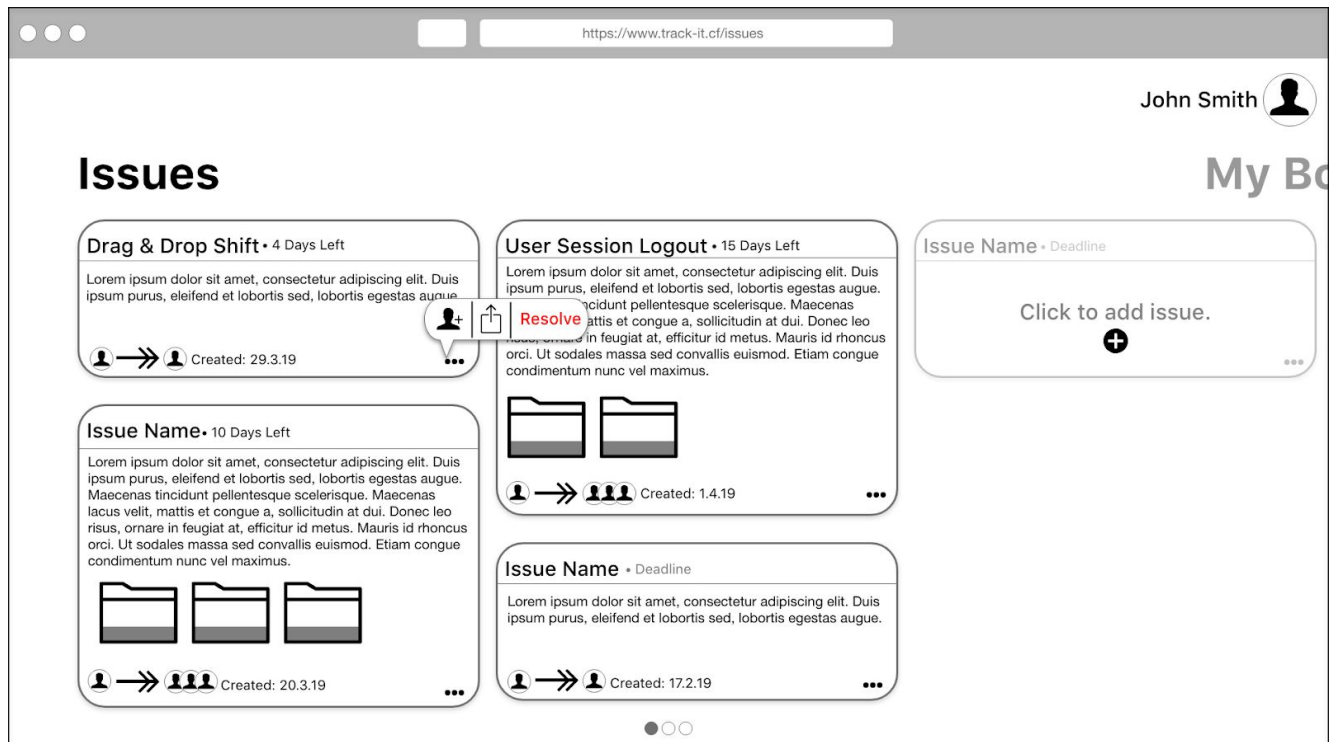 https://www.track-it.cf/issues
John Smith
Issues
My Bo
Drag & Drop Shift • 4 Days Left
Lorem ipsum dolor sit amet, consectetur adipiscing elit. Duis
ipsum purus, eleifend et lobortis sed, lobortis egestas augue.
Resolve
Created: 29.3.19
Issue Name• 10 Days Left
Lorem ipsum dolor sit amet, consectetur adipiscing elit. Duis
ipsum purus, eleifend et lobortis sed, lobortis egestas augue.
Maecenas tincidunt pellentesque scelerisque. Maecenas
lacus velit, mattis et congue a, sollicitudin at dui. Donec leo
risus, ornare in feugiat at, efficitur id metus. Mauris id rhoncus
orci. Ut sodales massa sed convallis euismod. Etiam congue
condimentum nunc vel maximus.
Created: 20.3.19
User Session Logout • 15 Days Left
Lorem ipsum dolor sit amet, consectetur adipiscing elit. Duis
ipsum purus, eleifend et lobortis sed, lobortis egestas augue.
incidunt pellentesque scelerisque. Maecenas
attis et congue a, sollicitudin at dui. Donec leo
risus, ornare in feugiat at, efficitur id metus. Mauris id rhoncus
orci. Ut sodales massa sed convallis euismod. Etiam congue
condimentum nunc vel maximus.
Created: 1.4.19
Issue Name • Deadline
Lorem ipsum dolor sit amet, consectetur adipiscing elit. Duis
ipsum purus, eleifend et lobortis sed, lobortis egestas augue.
Created: 17.2.19
Issue Name • Deadline
Click to add issue.